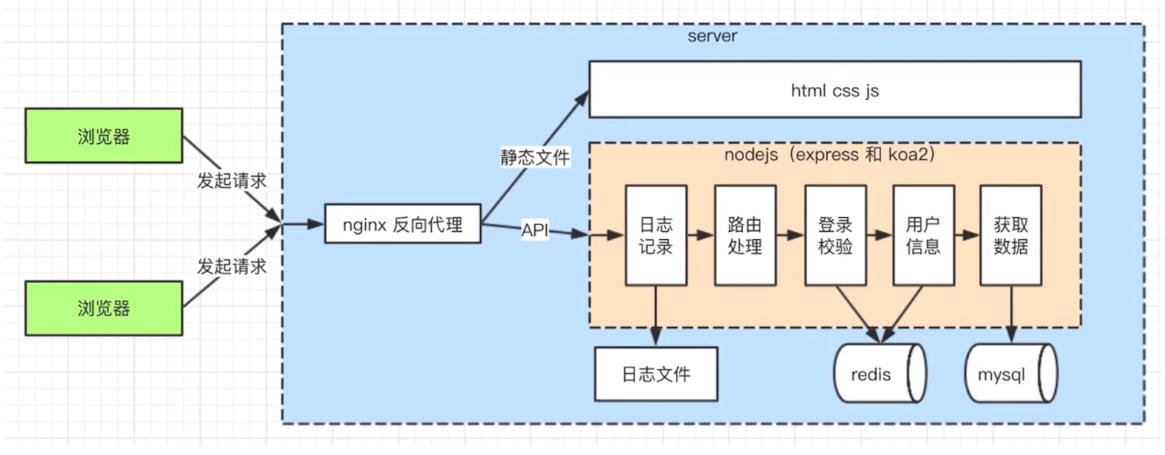 server
html css js
浏览器
发起请求
静态文件
nodejs（express 和 koa2）
nginx 反向代理
API
日志
记录
路由
处理
登录
校验
用户
信息
获取
数据
发起请求
浏览器
日志文件
redis
mysql